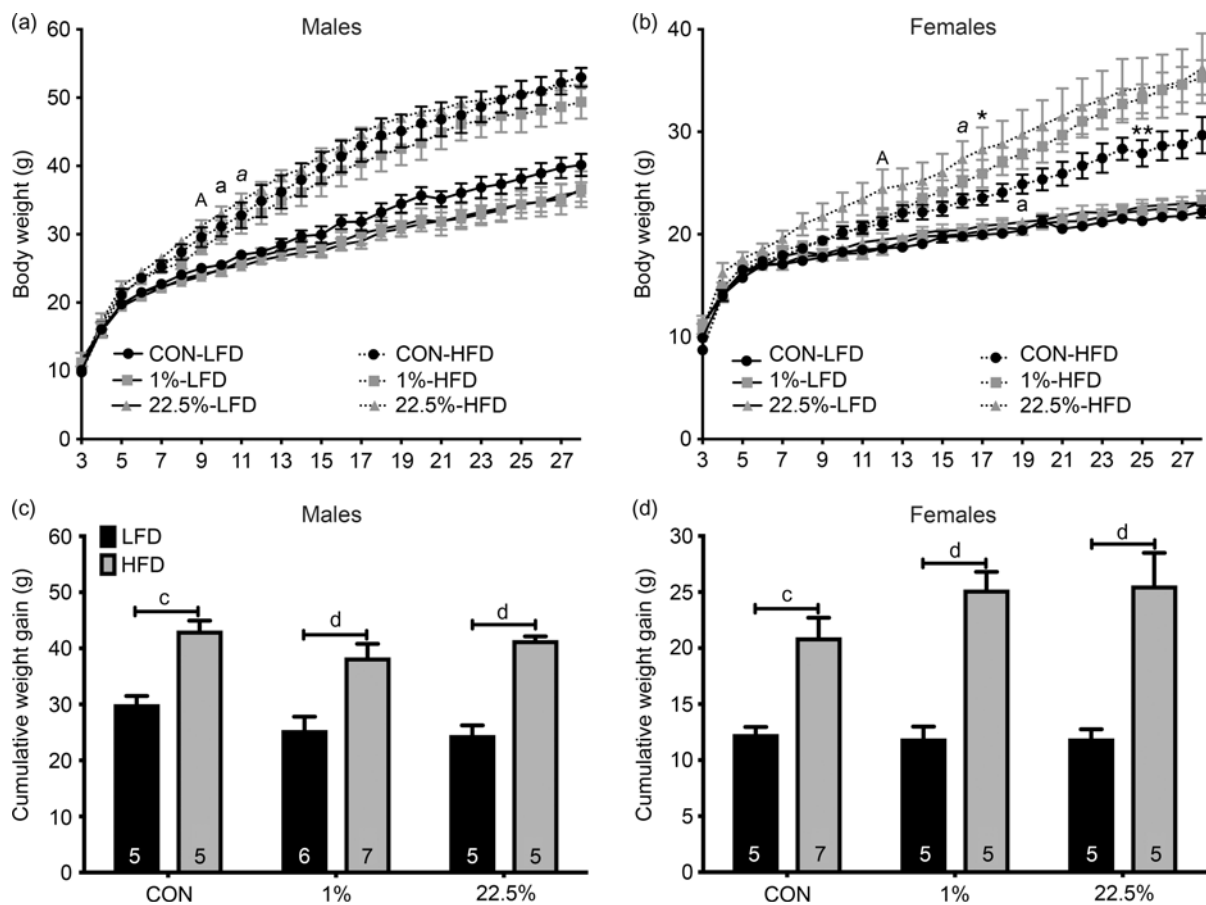 (a)
Males
Body weight (g)
60
50
40
30
20
10
0
A
a
a
CON-LFD
1%-LFD
22.5%-LFD
CON-HFD
1%-HFD
22.5%-HFD
3 5 7 9 11 13 15 17 19 21 23 25 27
(b)
Females
Body weight (g)
40
30
20
10
0
A
a
*
**
a
CON-LFD
1%-LFD
22.5%-LFD
CON-HFD
1%-HFD
22.5%-HFD
3 5 7 9 11 13 15 17 19 21 23 25 27
(c)
Males
Cumulative weight gain (g)
60
50
40
30
20
10
0
LFD
HFD
c
d
d
5 5 6 7 5 5
CON 1% 22.5%
(d)
Females
Cumulative weight gain (g)
30
25
20
15
10
5
0
c
d
d
5 7 5 5 5 5
CON 1% 22.5%